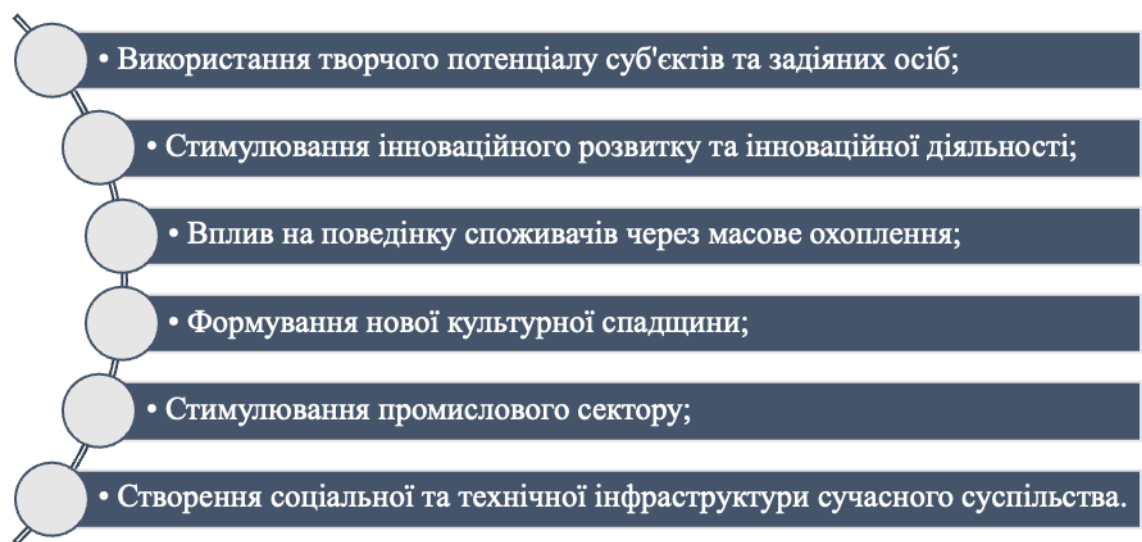 • Використання творчого потенціалу суб'єктів та задіяних осіб;
• Стимулювання інноваційного розвитку та інноваційної діяльності;
• Вплив на поведінку споживачів через масове охоплення;
• Формування нової культурної спадщини;
• Стимулювання промислового сектору;
• Створення соціальної та технічної інфраструктури сучасного суспільства.